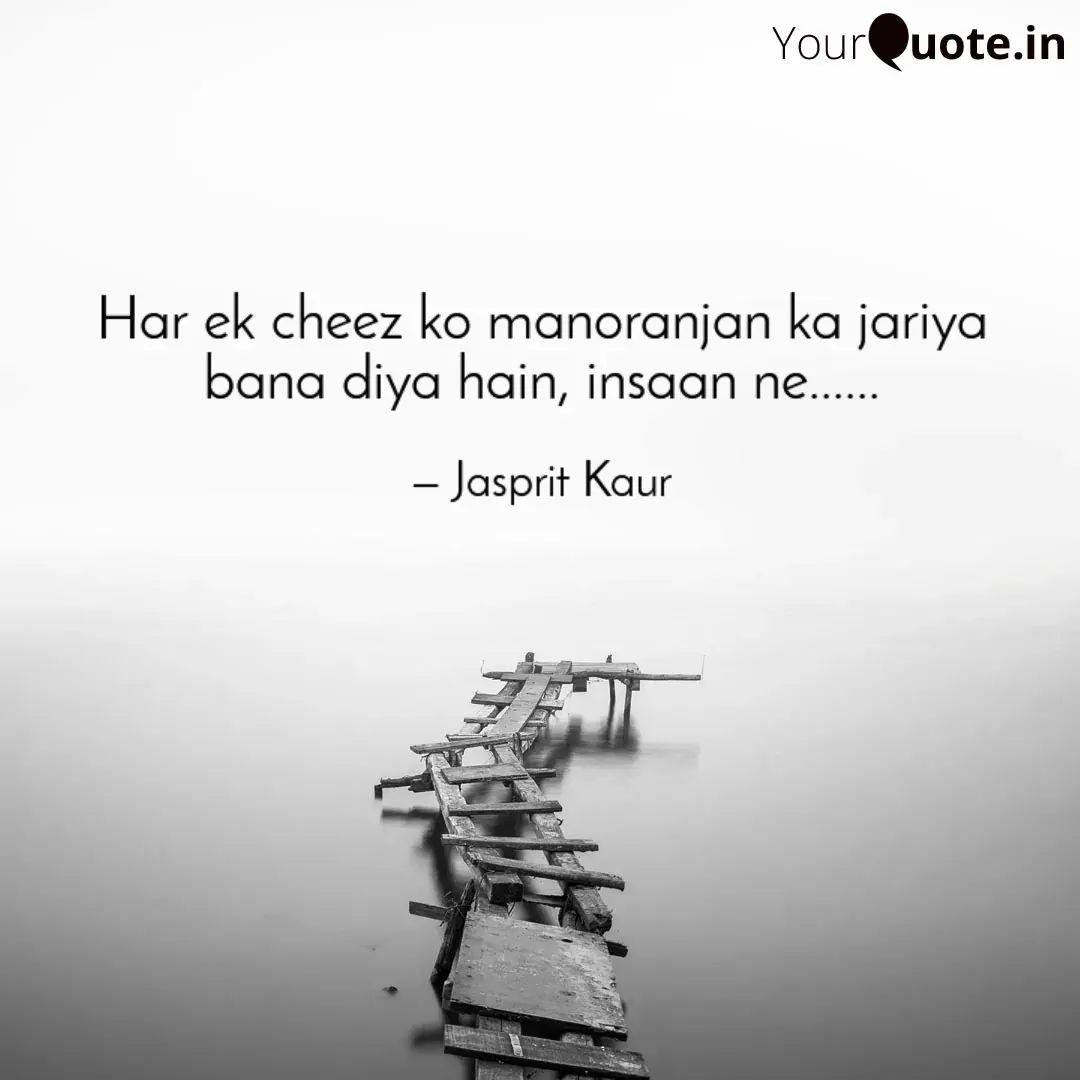 YourQuote.in
Har ek cheez ko manoranjan ka jariya
bana diya hain, insaan ne......
– Jasprit Kaur